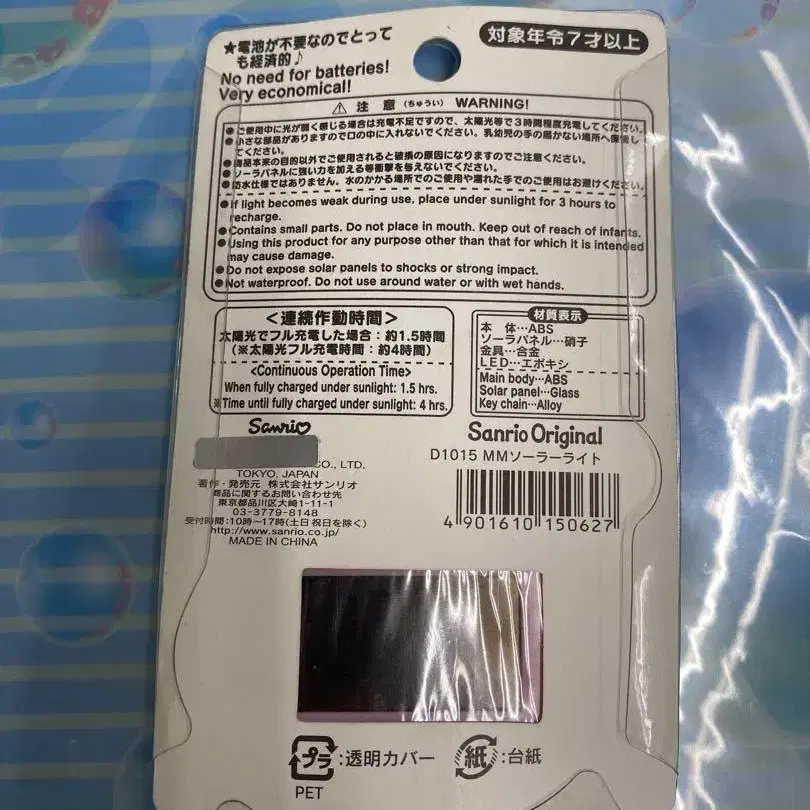 ★電池が不要なのでとって
も経済的♪
No need for batteries!
Very economical!
対象年令7才以上
⚠ 注 意 (ちゅうい) WARNING!
●ご使用中に光が弱く感じる場合は充電不足ですので、太陽光等で3時間程度充電してください。
●小さな部品がありますので口の中に入れないでください。乳幼児の手の届かない場所へ保管し
てください。
●商品本来の目的以外でご使用されると破損の原因になりますのでご注意ください。
●ソーラパネルに強い力を加える等衝撃を与えないでください。
●防水仕様ではありません。水のかかる場所でのご使用や濡れた手でのご使用はお避けください。
●If light becomes weak during use, place under sunlight for 3 hours to
recharge.
●Contains small parts. Do not place in mouth. Keep out of reach of infants.
●Using this product for any purpose other than that for which it is intended
may cause damage.
●Do not expose solar panels to shocks or strong impact.
●Not waterproof. Do not use around water or with wet hands.
<連続作動時間>
太陽光でフル充電した場合：約1.5時間
(※太陽光フル充電時間：約4時間)
<Continuous Operation Time>
When fully charged under sunlight: 1.5 hrs.
※Time until fully charged under sunlight: 4 hrs.
材質表示
本 体…ABS
ソーラパネル…硝子
金具…合金
LED…エポキシ
Main body…ABS
Solar panel…Glass
Key chain…Alloy
Sanrio
CO., LTD.
TOKYO, JAPAN
著作・発売元 株式会社サンリオ
商品に関するお問い合わせ先
東京都品川区大崎1-11-1
03-3779-8148
受付時間：10時〜17時(土日祝日を除く)
http://www.sanrio.co.jp/
MADE IN CHINA
Sanrio Original
D1015 MMソーラーライト
4 901610 150627
プラ：透明カバー
PET
紙：台紙